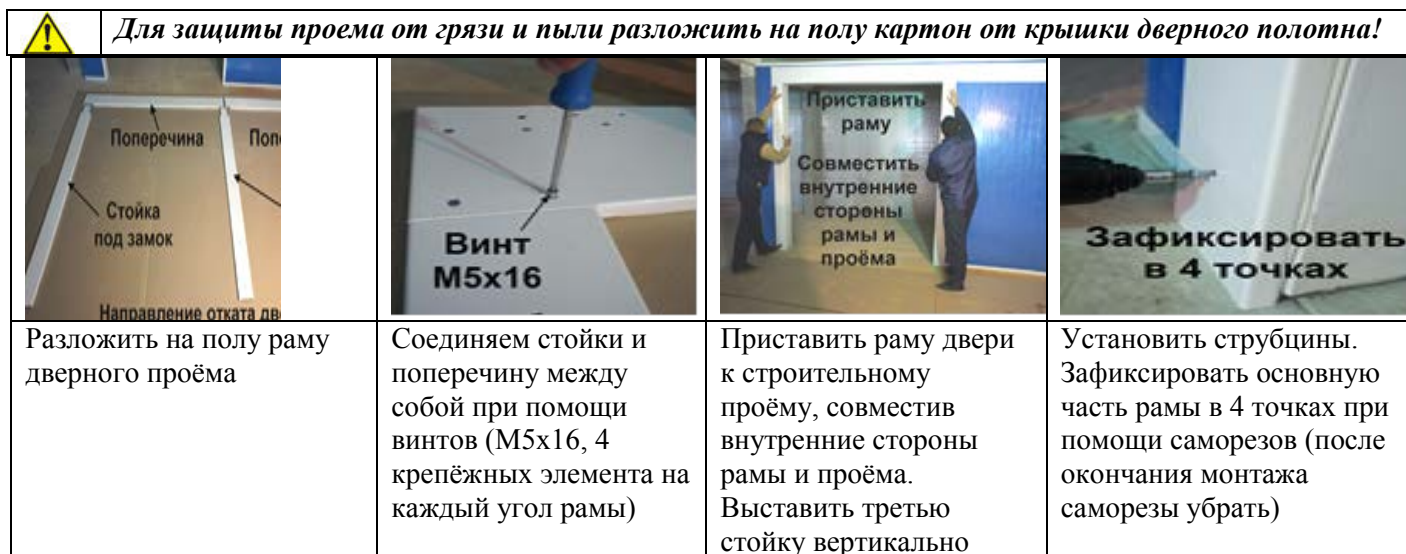 Для защиты проема от грязи и пыли разложить на полу картон от крышки дверного полотна!
Поперечина
Поп
Стойка
под замок
Направление отката дв
Винт
М5х16
Приставить
раму
Совместить
внутренние
стороны
рамы и
проёма
Зафиксировать
в 4 точках
Разложить на полу раму
дверного проёма
Соединяем стойки и
поперечину между
собой при помощи
винтов (М5х16, 4
крепёжных элемента на
каждый угол рамы)
Приставить раму двери
к строительному
проёму, совместив
внутренние стороны
рамы и проёма.
Выставить третью
стойку вертикально
Установить струбцины.
Зафиксировать основную
часть рамы в 4 точках при
помощи саморезов (после
окончания монтажа
саморезы убрать)